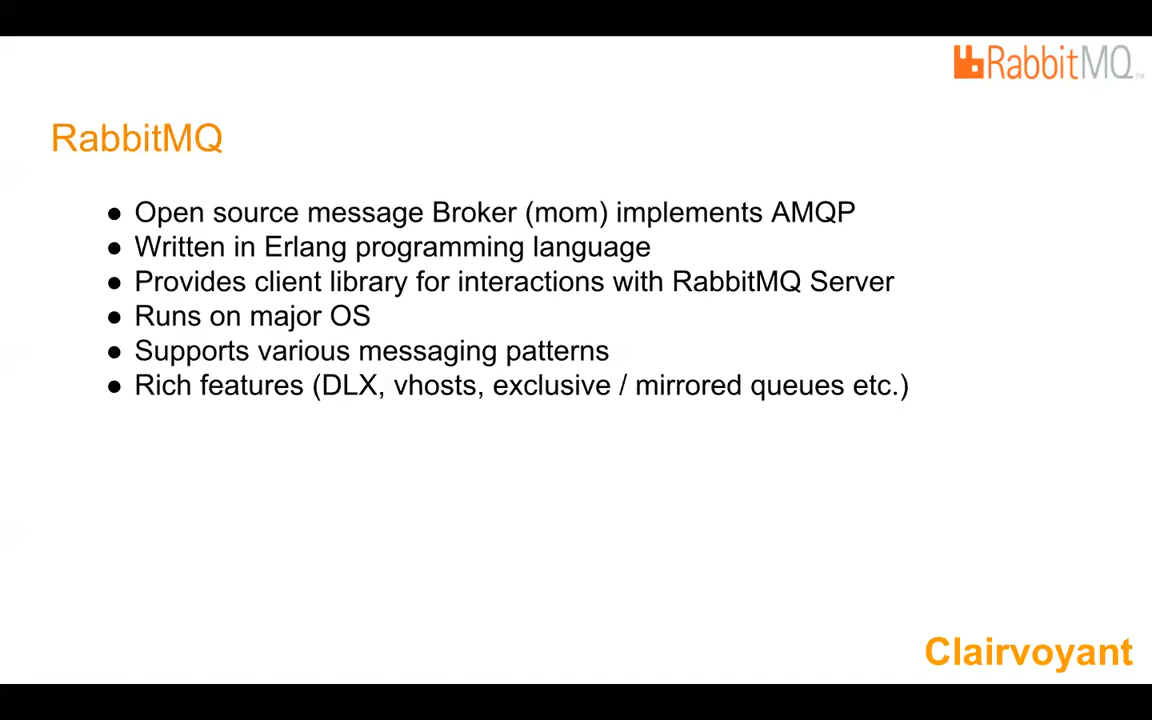 RabbitMQ™
RabbitMQ
● Open source message Broker (mom) implements AMQP
● Written in Erlang programming language
● Provides client library for interactions with RabbitMQ Server
● Runs on major OS
● Supports various messaging patterns
● Rich features (DLX, vhosts, exclusive / mirrored queues etc.)
Clairvoyant